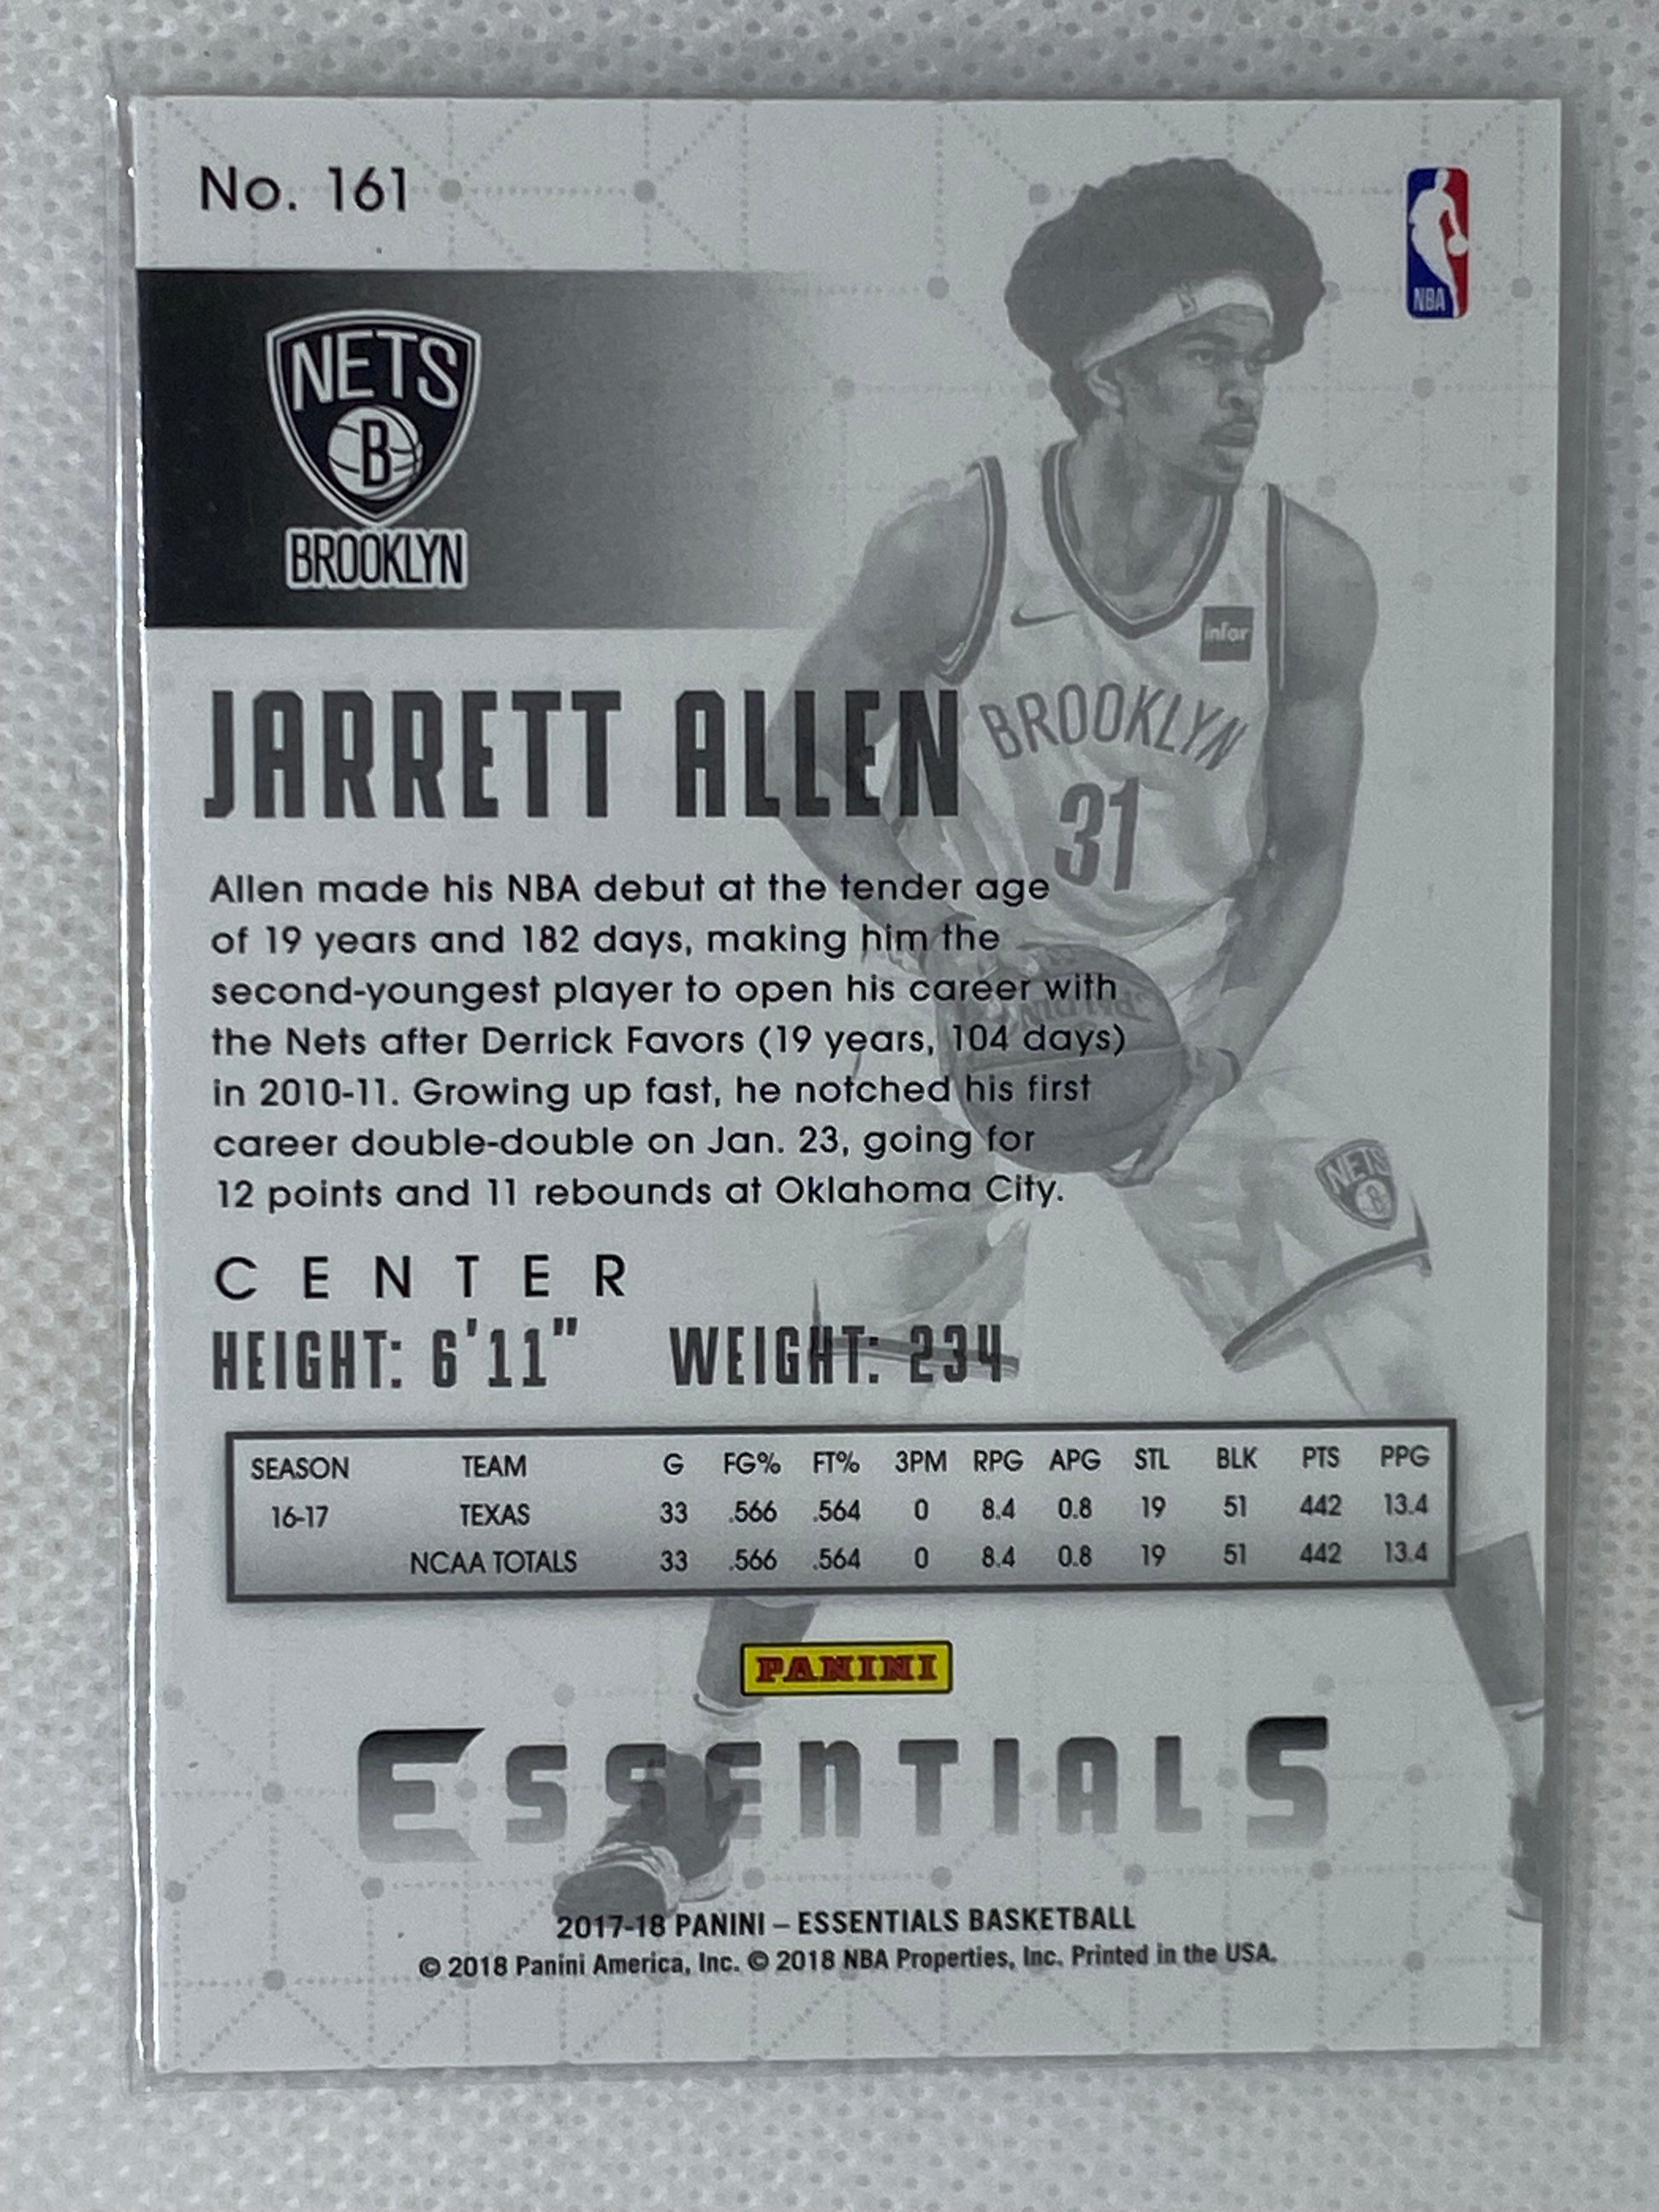 No. 161
NBA
NETS
B
BROOKLYN
infor
BROOKLYN
31
JARRETT ALLEN
Allen made his NBA debut at the tender age
of 19 years and 182 days, making him the
second-youngest player to open his career with
the Nets after Derrick Favors (19 years, 104 days)
in 2010-11. Growing up fast, he notched his first
career double-double on Jan. 23, going for
12 points and 11 rebounds at Oklahoma City.
SPALDING
NETS
B
CENTER
HEIGHT: 6'11" WEIGHT: 234
SEASON TEAM G FG% FT% 3PM RPG APG STL BLK PTS PPG
16-17 TEXAS 33 .566 .564 0 8.4 0.8 19 51 442 13.4
NCAA TOTALS 33 .566 .564 0 8.4 0.8 19 51 442 13.4
PANINI
ESSENTIALS
2017-18 PANINI – ESSENTIALS BASKETBALL
© 2018 Panini America, Inc. © 2018 NBA Properties, Inc. Printed in the USA.